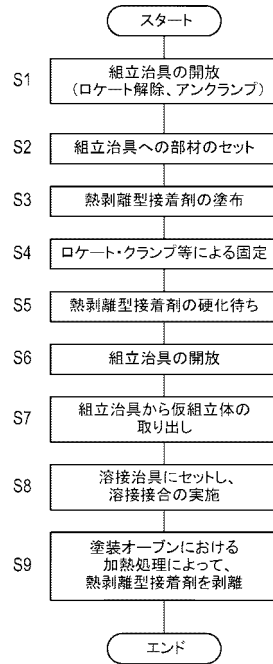 スタート
S1
組立治具の開放
(ロケート解除、アンクランプ)
S2
組立治具への部材のセット
S3
熱剥離型接着剤の塗布
S4
ロケート・クランプ等による固定
S5
熱剥離型接着剤の硬化待ち
S6
組立治具の開放
S7
組立治具から仮組立体の
取り出し
S8
溶接治具にセットし、
溶接接合の実施
S9
塗装オーブンにおける
加熱処理によって、
熱剥離型接着剤を剥離
エンド